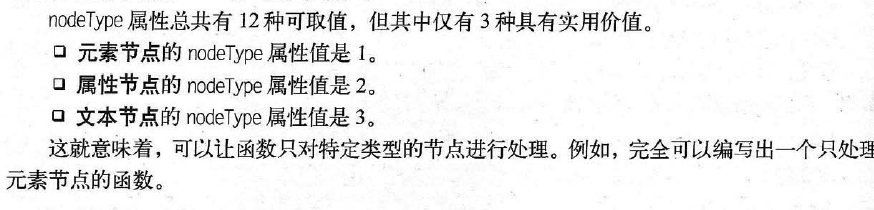 nodeType 属性总共有 12 种可取值，但其中仅有 3 种具有实用价值。
□ 元素节点的 nodeType 属性值是 1。
□ 属性节点的 nodeType 属性值是 2。
□ 文本节点的 nodeType 属性值是 3。
这就意味着，可以让函数只对特定类型的节点进行处理。例如，完全可以编写出一个只处理
元素节点的函数。